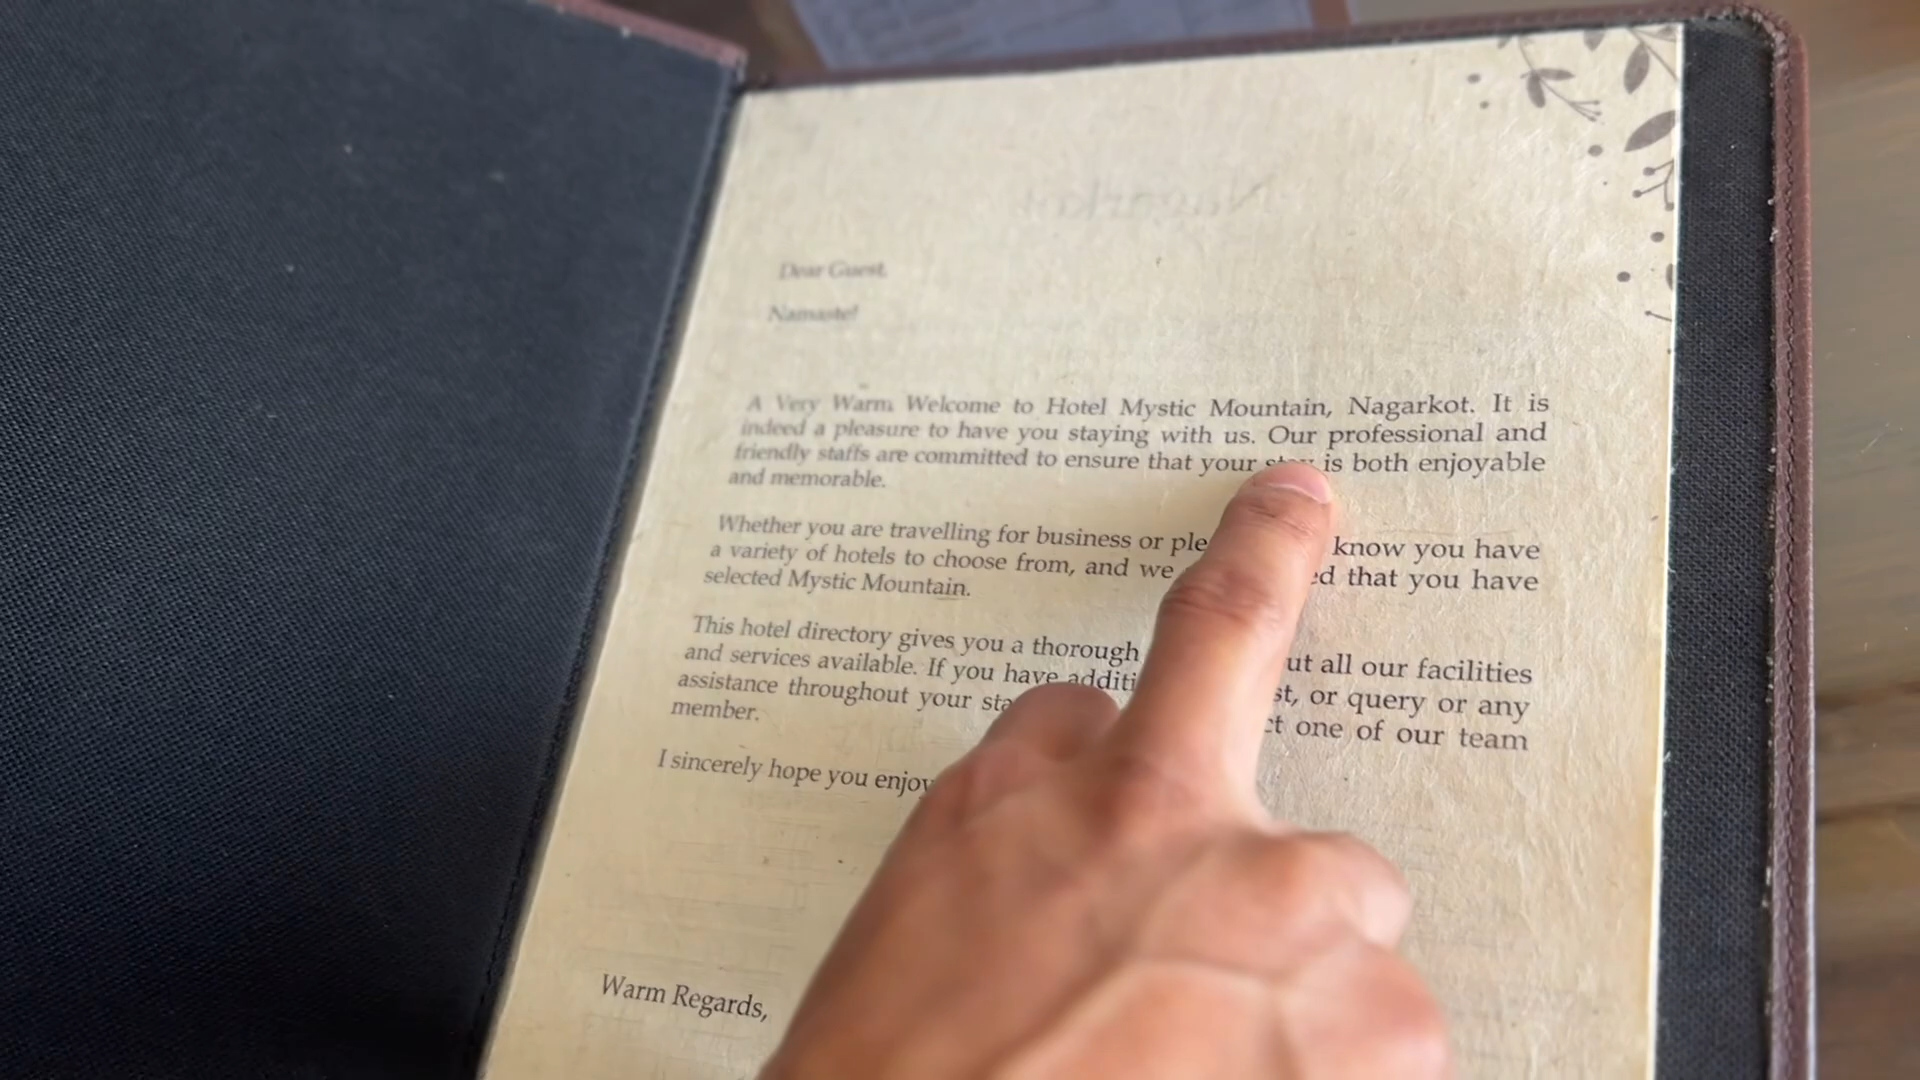 Dear Guest,
Namaste!
A Very Warm Welcome to Hotel Mystic Mountain, Nagarkot. It is
indeed a pleasure to have you staying with us. Our professional and
friendly staffs are committed to ensure that your stay is both enjoyable
and memorable.
Whether you are travelling for business or know you have
a variety of hotels to choose from, and we that you have
selected Mystic Mountain.
This hotel directory gives you a thorough all our facilities
and services available. If you have or query or any
assistance throughout your one of our team
member.
I sincerely hope you
Warm Regards,